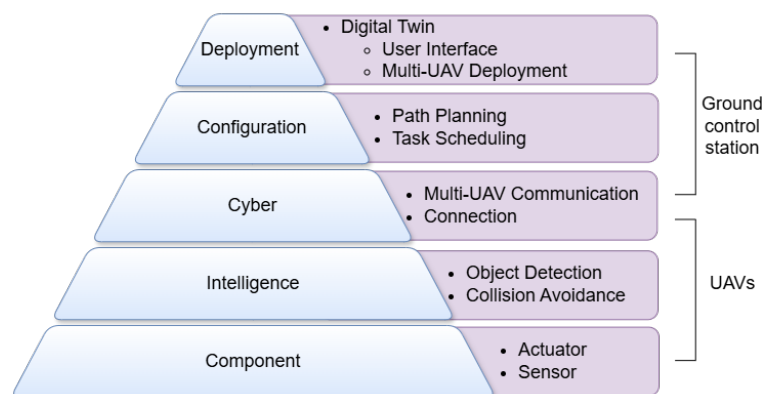 Deployment
• Digital Twin
○ User Interface
○ Multi-UAV Deployment
Configuration
• Path Planning
• Task Scheduling
Cyber
• Multi-UAV Communication
• Connection
Intelligence
• Object Detection
• Collision Avoidance
Component
• Actuator
• Sensor
Ground
control
station
UAVs